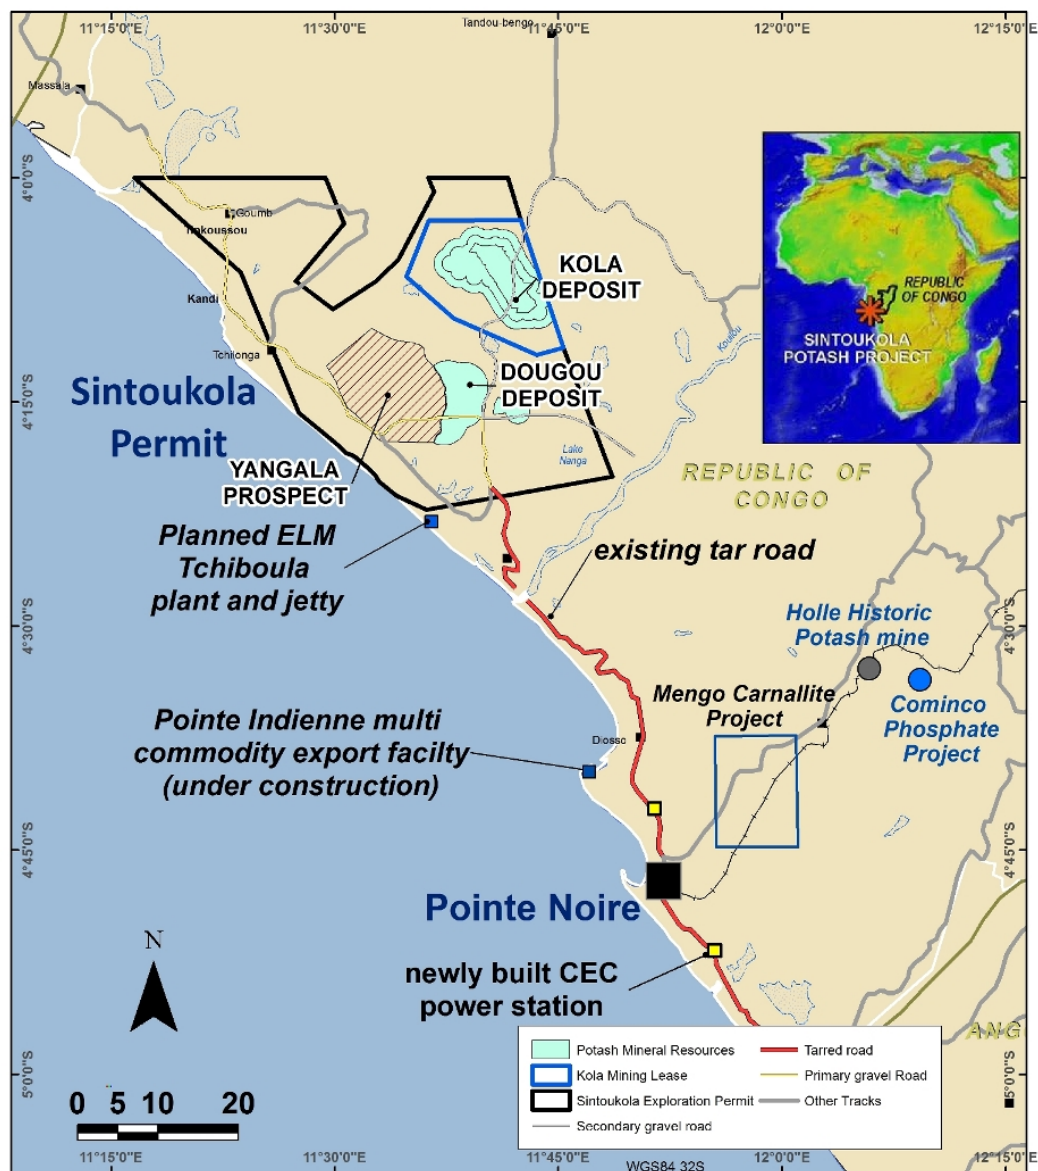 11°15'0"E
11°30'0"E
11°45'0"E
12°0'0"E
12°15'0"E
Tandou-bengo
Massala
4°0'0"S
4°0'0"S
Goumb
Nkoussou
Kandi
Tchilonga
KOLA
DEPOSIT
DOUGOU
DEPOSIT
Kouilou
REPUBLIC
OF CONGO
SINTOUKOLA
POTASH PROJECT
Sintoukola
Permit
4°15'0"S
4°15'0"S
YANGALA
PROSPECT
Lake
Nanga
REPUBLIC OF
CONGO
Planned ELM
Tchiboula
plant and jetty
existing tar road
4°30'0"S
4°30'0"S
Holle Historic
Potash mine
Mengo Carnallite
Project
Cominco
Phosphate
Project
Pointe Indienne multi
commodity export facilty
(under construction)
Diosso
4°45'0"S
4°45'0"S
Pointe Noire
N
newly built CEC
power station
ANG
Potash Mineral Resources
Kola Mining Lease
Sintoukola Exploration Permit
Secondary gravel road
Tarred road
Primary gravel Road
Other Tracks
5°0'0"S
5°0'0"S
0 5 10 20
11°15'0"E
11°30'0"E
11°45'0"E
12°0'0"E
12°15'0"E
WGS84 32S